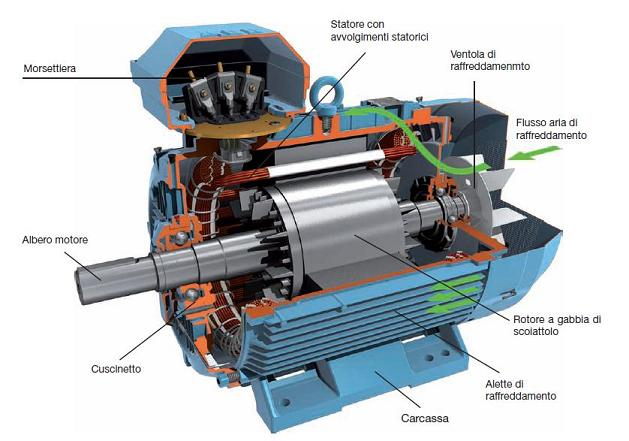 Statore con
avvolgimenti statorici
Ventola di
raffreddamenmto
Morsettiera
Flusso aria di
raffreddamento
Albero motore
Rotore a gabbia di
scoiattolo
Cuscinetto
Alette di
raffreddamento
Carcassa